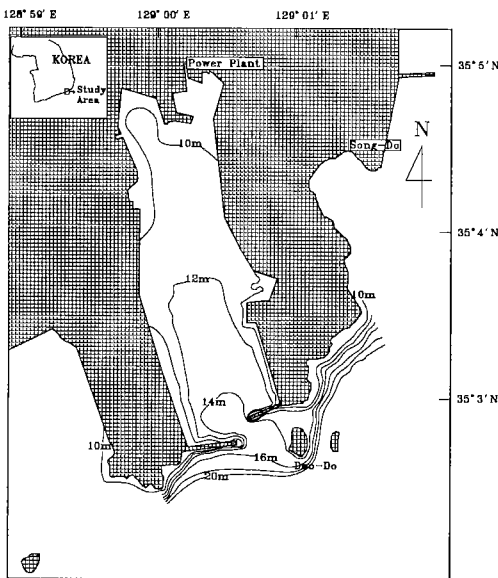 128° 59' 129° 00' 129° 01'
KOREA
Study
Area
Power Plant
35° 5' N
10m
Song-Do
N
35° 4' N
12m
10m
14m
35° 3' N
10m
16m
Duo-Do
20m